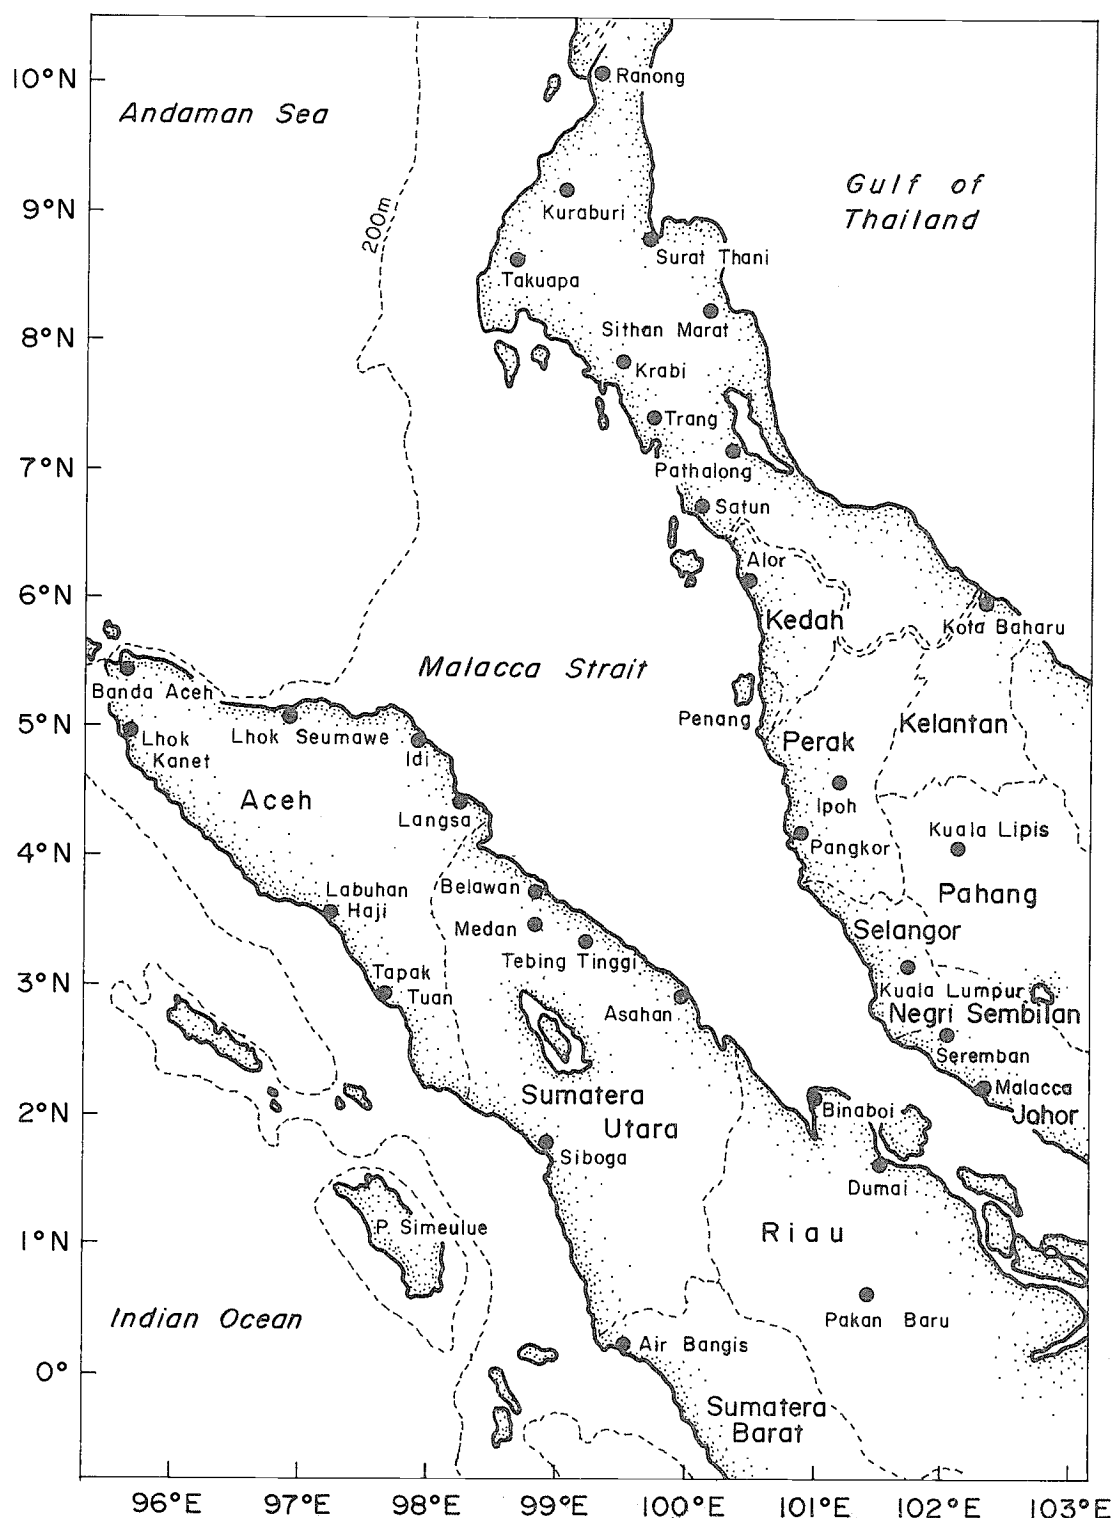 10°N
Ranong
Andaman Sea
9°N
Kuraburi
Gulf of
Thailand
200m
Surat Thani
Takuapa
8°N
Sithan Marat
Krabi
Trang
7°N
Pathalong
Satun
Alor
6°N
Kedah
Kota Baharu
Malacca Strait
Banda Aceh
Penang
5°N
Kelantan
Lhok Seumawe
Lhok
Kanet
Idi
Perak
Aceh
Ipoh
Langsa
Kuala Lipis
4°N
Pangkor
Belawan
Labuhan
Haji
Pahang
Medan
Selangor
Tebing Tinggi
3°N
Tapak
Tuan
Kuala Lumpur
Asahan
Negri Sembilan
Seremban
Malacca
2°N
Sumatera
Utara
Binaboi
Johor
Siboga
Dumai
1°N
P. Simeulue
Riau
Indian Ocean
Pakan Baru
0°
Air Bangis
Sumatera
Barat
96°E 97°E 98°E 99°E 100°E 101°E 102°E 103°E